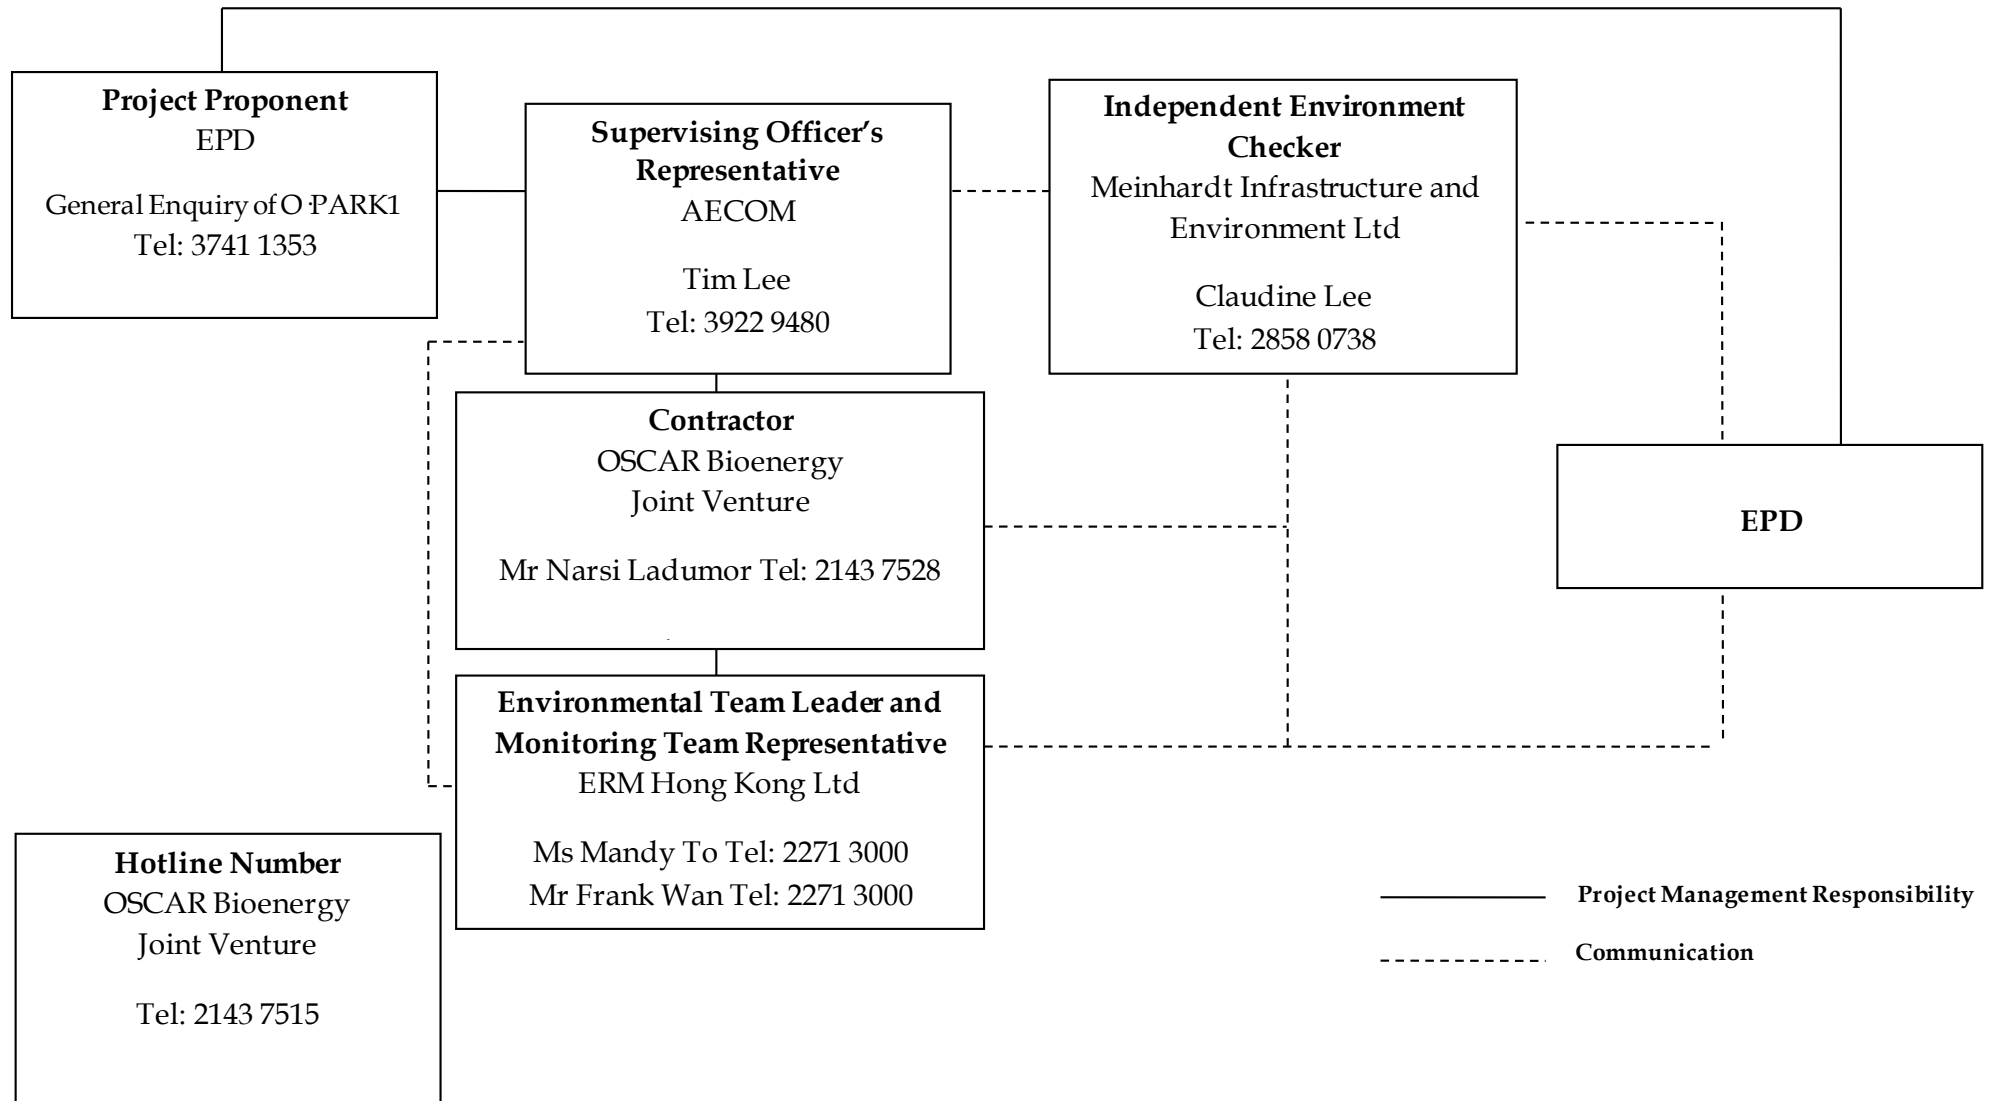 Project Proponent
EPD
General Enquiry of O·PARK1
Tel: 3741 1353
Supervising Officer’s
Representative
AECOM
Tim Lee
Tel: 3922 9480
Independent Environment
Checker
Meinhardt Infrastructure and
Environment Ltd
Claudine Lee
Tel: 2858 0738
Contractor
OSCAR Bioenergy
Joint Venture
Mr Narsi Ladumor Tel: 2143 7528
EPD
Environmental Team Leader and
Monitoring Team Representative
ERM Hong Kong Ltd
Ms Mandy To Tel: 2271 3000
Mr Frank Wan Tel: 2271 3000
Hotline Number
OSCAR Bioenergy
Joint Venture
Tel: 2143 7515
Project Management Responsibility
Communication